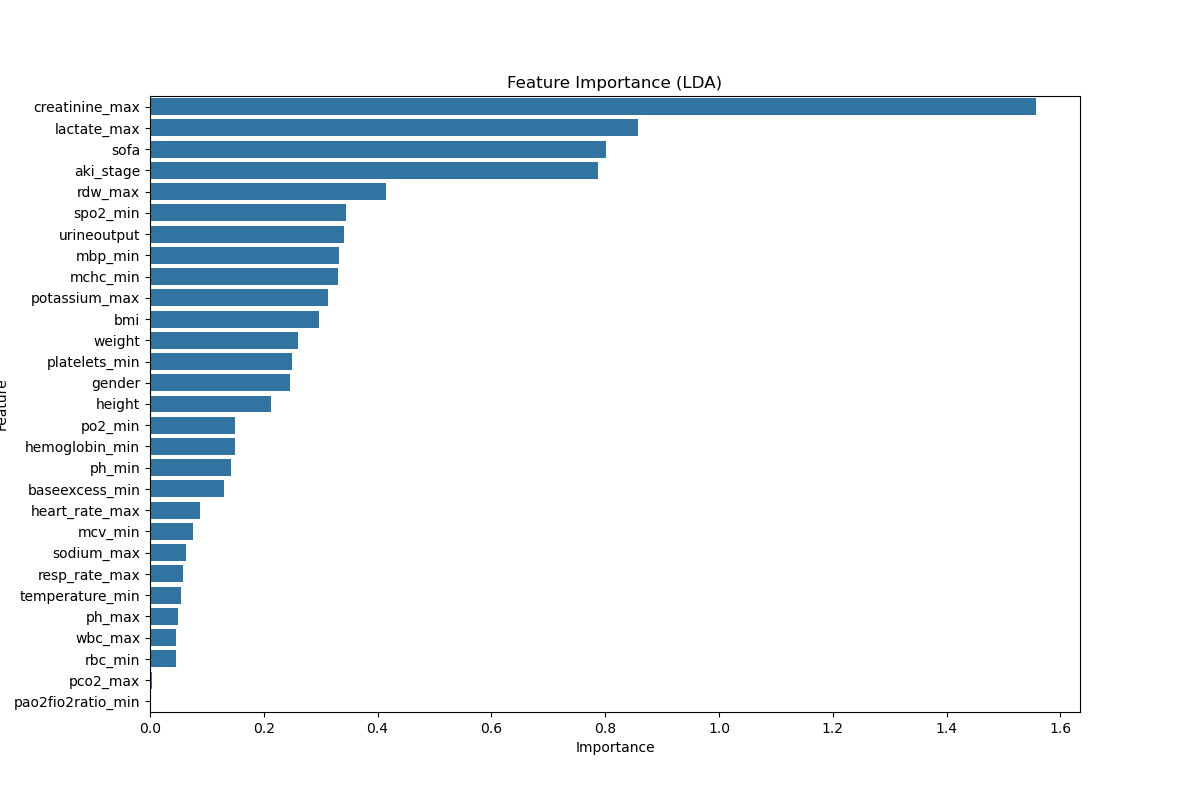 Feature Importance (LDA)
creatinine_max
lactate_max
sofa
aki_stage
rdw_max
spo2_min
urineoutput
mbp_min
mchc_min
potassium_max
bmi
weight
platelets_min
gender
height
po2_min
hemoglobin_min
ph_min
baseexcess_min
heart_rate_max
mcv_min
sodium_max
resp_rate_max
temperature_min
ph_max
wbc_max
rbc_min
pco2_max
pao2fio2ratio_min
Feature
0.0 0.2 0.4 0.6 0.8 1.0 1.2 1.4 1.6
Importance